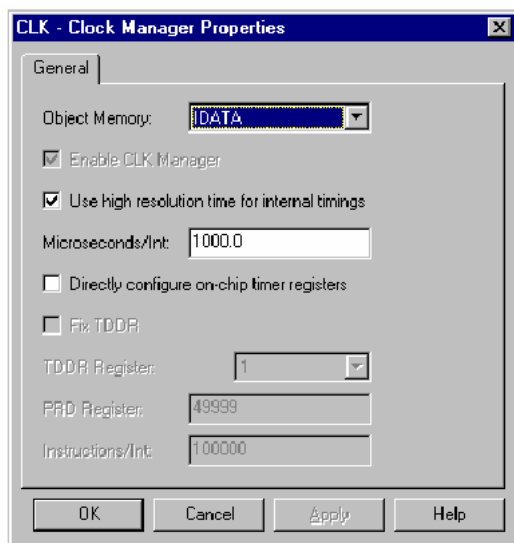 CLK - Clock Manager Properties
General
Object Memory: IDATA
Enable CLK Manager
Use high resolution time for internal timings
Microseconds/Int: 1000.0
Directly configure on-chip timer registers
Fix TDDR
TDDR Register: 1
PRD Register: 49999
Instructions/Int: 100000
OK Cancel Apply Help